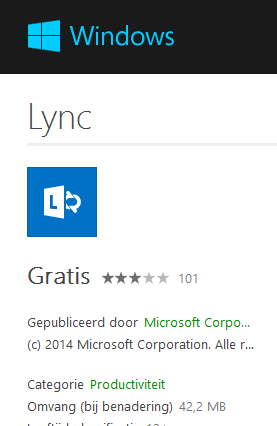 Windows
Lync
Gratis 101
Gepubliceerd door Microsoft Corpo...
(c) 2014 Microsoft Corporation. Alle r...
Categorie Productiviteit
Omvang (bij benadering) 42,2 MB